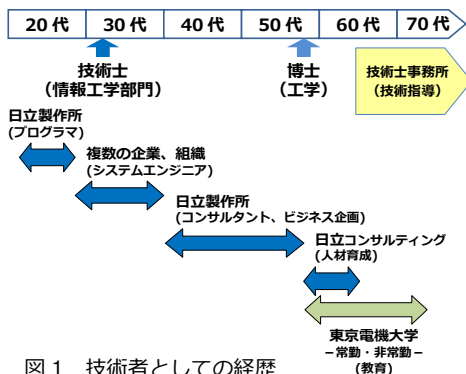 20代 30代 40代 50代 60代 70代
技術士
(情報工学部門)
博士
(工学)
技術士事務所
(技術指導)
日立製作所
(プログラマ)
複数の企業、組織
(システムエンジニア)
日立製作所
(コンサルタント、ビジネス企画)
日立コンサルティング
(人材育成)
東京電機大学
－常勤・非常勤－
(教育)
図1 技術者としての経歴